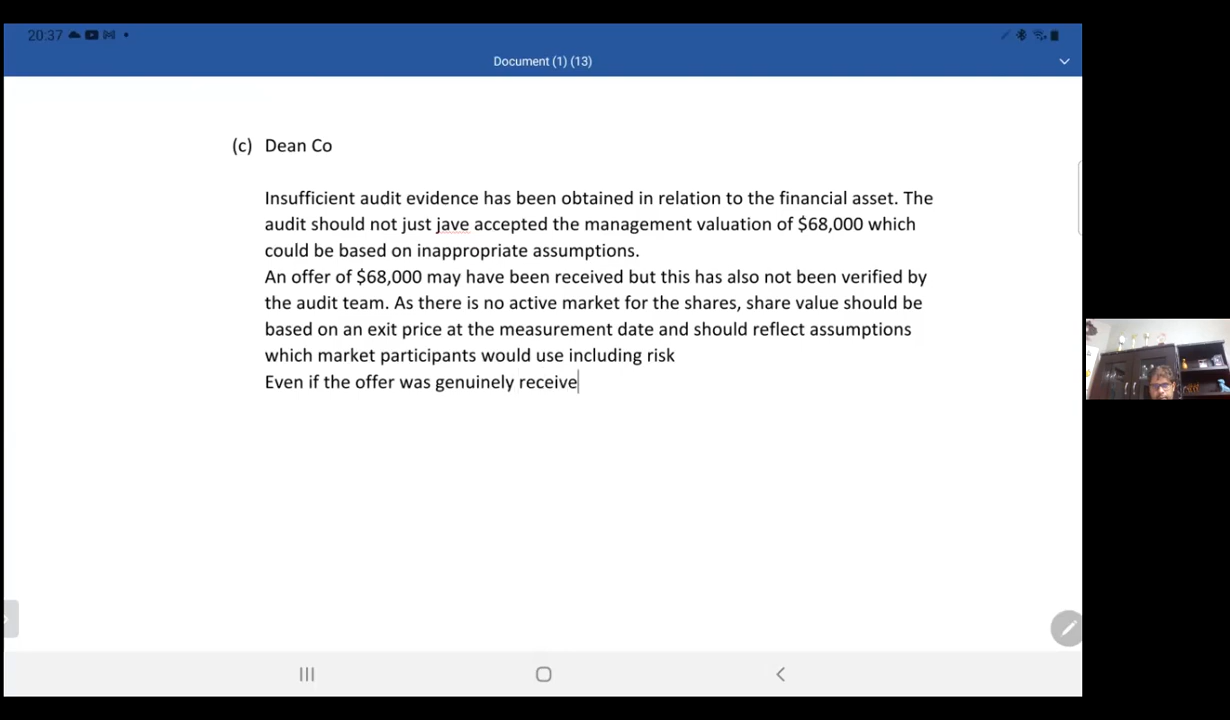 20:37
Document (1) (13)
(c) Dean Co
Insufficient audit evidence has been obtained in relation to the financial asset. The
audit should not just jave accepted the management valuation of $68,000 which
could be based on inappropriate assumptions.
An offer of $68,000 may have been received but this has also not been verified by
the audit team. As there is no active market for the shares, share value should be
based on an exit price at the measurement date and should reflect assumptions
which market participants would use including risk
Even if the offer was genuinely receive